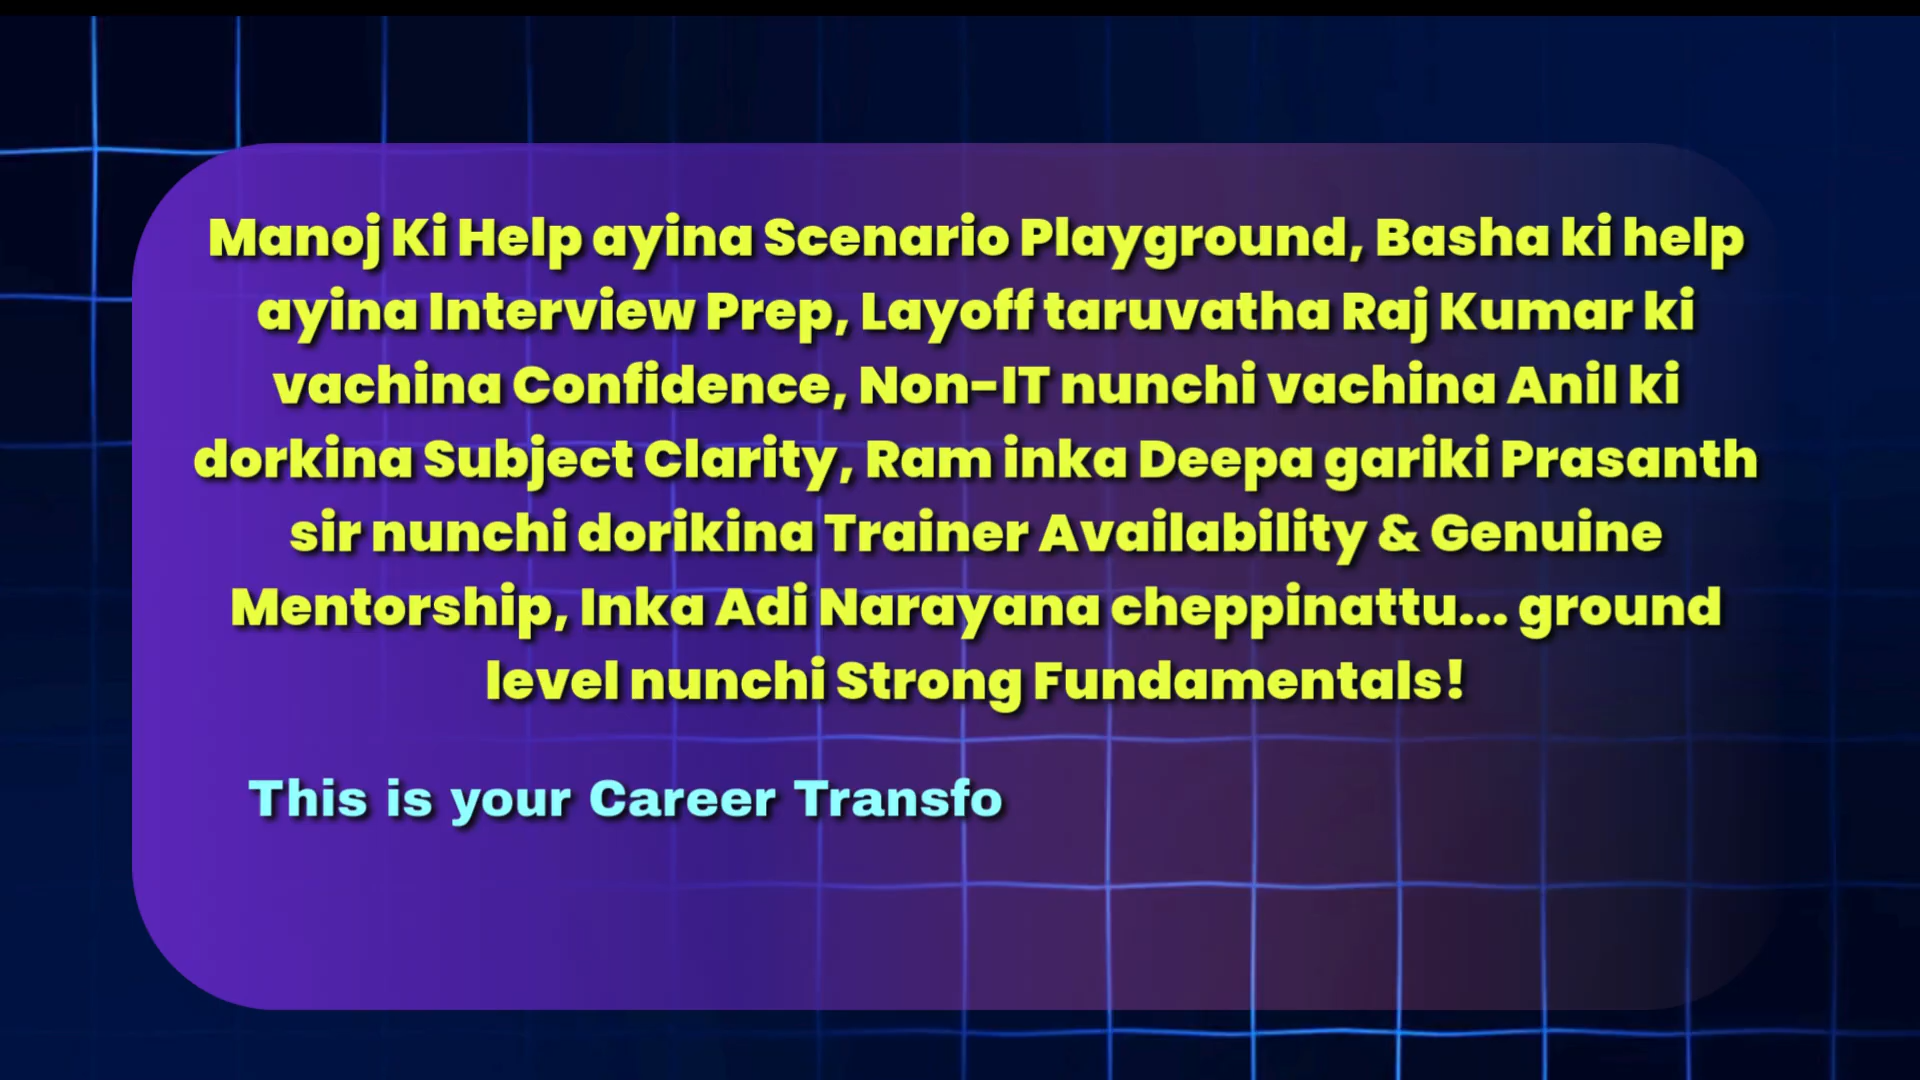 Manoj Ki Help ayina Scenario Playground, Basha ki help
ayina Interview Prep, Layoff taruvatha Raj Kumar ki
vachina Confidence, Non-IT nunchi vachina Anil ki
dorkina Subject Clarity, Ram inka Deepa gariki Prasanth
sir nunchi dorikina Trainer Availability & Genuine
Mentorship, Inka Adi Narayana cheppinattu... ground
level nunchi Strong Fundamentals!
This is your Career Transfo